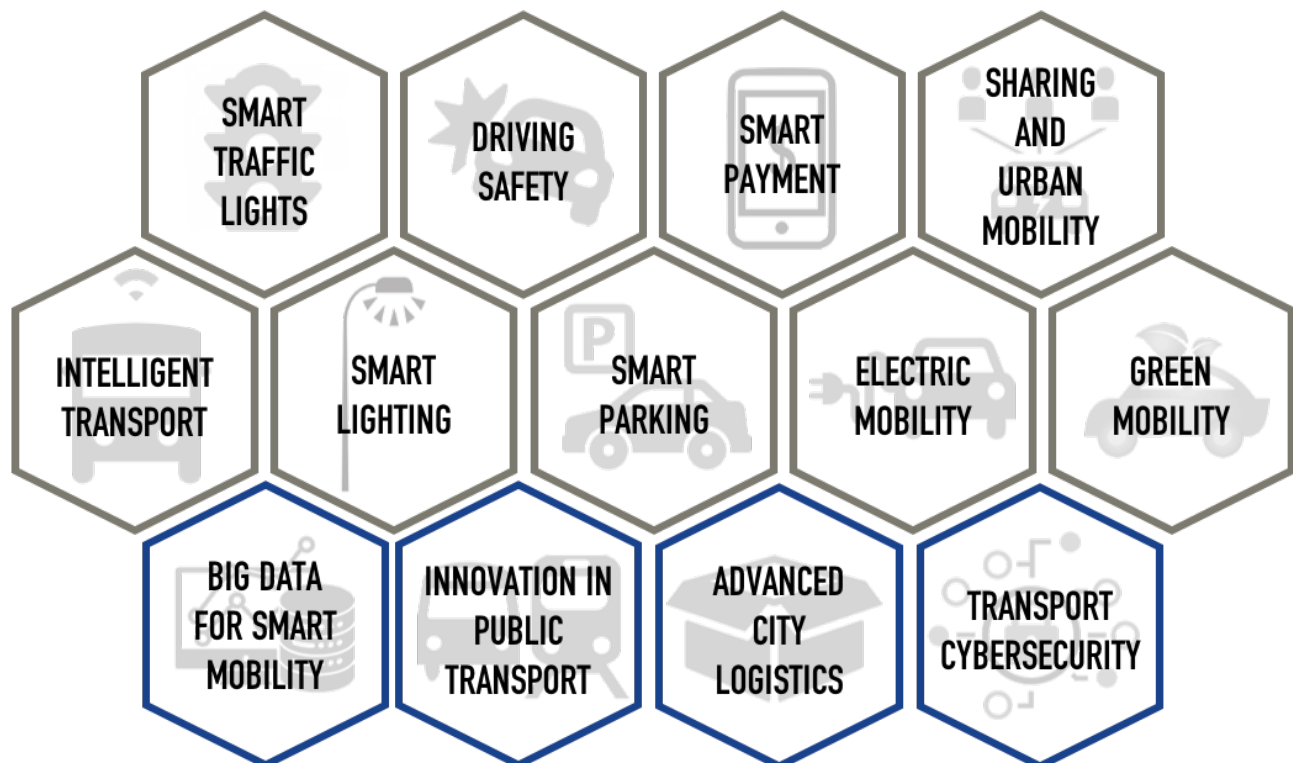 SMART
TRAFFIC
LIGHTS
DRIVING
SAFETY
SMART
PAYMENT
SHARING
AND
URBAN
MOBILITY
INTELLIGENT
TRANSPORT
SMART
LIGHTING
P
SMART
PARKING
ELECTRIC
MOBILITY
GREEN
MOBILITY
BIG DATA
FOR SMART
MOBILITY
INNOVATION IN
PUBLIC
TRANSPORT
ADVANCED
CITY
LOGISTICS
TRANSPORT
CYBERSECURITY